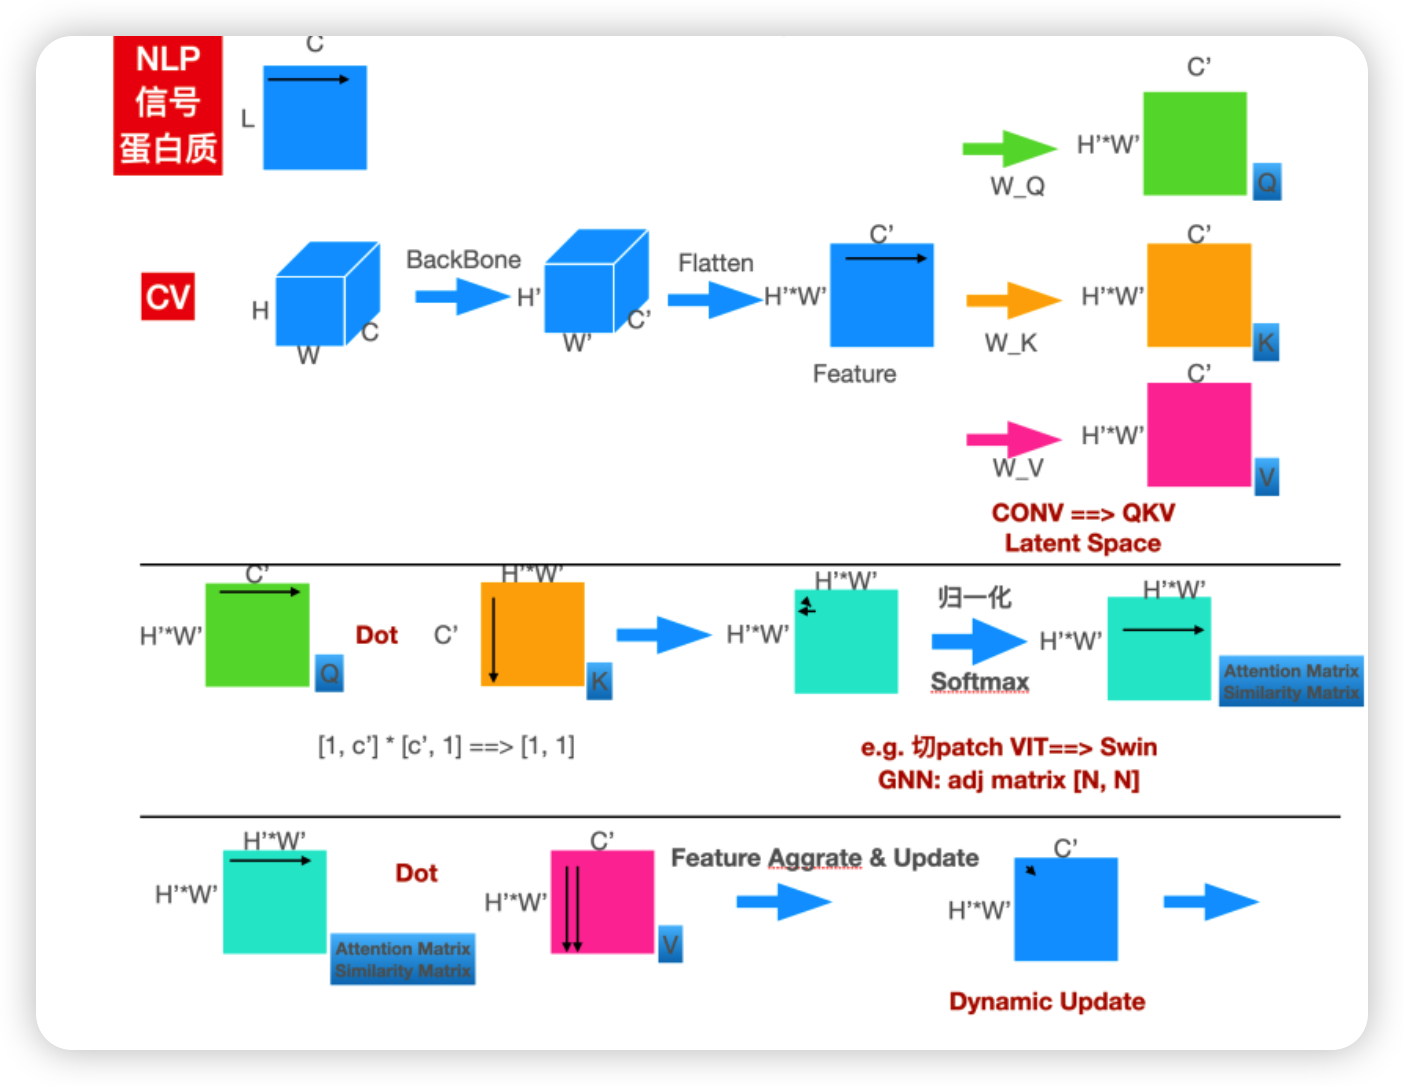 NLP
信号
蛋白质
C
L
C’
H’*W’
W_Q
Q
CV
H
W
C
BackBone
H’
W’
C’
Flatten
H’*W’
C’
Feature
W_K
C’
H’*W’
K
W_V
C’
H’*W’
V
CONV ==> QKV
Latent Space
C’
H’*W’
Q
Dot
C’
H’*W’
K
H’*W’
H’*W’
归一化
Softmax
H’*W’
H’*W’
Attention Matrix
Similarity Matrix
[1, c’] * [c’, 1] ==> [1, 1]
e.g. 切patch VIT==> Swin
GNN: adj matrix [N, N]
H’*W’
H’*W’
Attention Matrix
Similarity Matrix
Dot
C’
H’*W’
V
Feature Aggrate & Update
C’
H’*W’
Dynamic Update